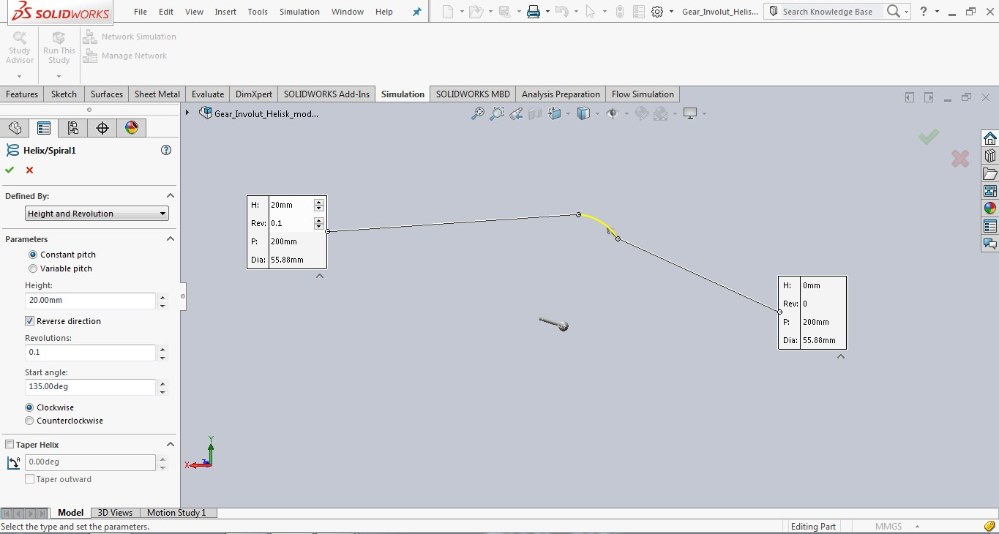 SOLIDWORKS File Edit View Insert Tools Simulation Window Help Gear_Involut_Helis... Search Knowledge Base ?
Study Advisor
Run This Study
Network Simulation
Manage Network
Features Sketch Surfaces Sheet Metal Evaluate DimXpert SOLIDWORKS Add-Ins Simulation SOLIDWORKS MBD Analysis Preparation Flow Simulation
Gear_Involut_Helisk_mod...
Helix/Spiral1 ?
Defined By:
Height and Revolution
Parameters
Constant pitch
Variable pitch
Height:
20.00mm
Reverse direction
Revolutions:
0.1
Start angle:
135.00deg
Clockwise
Counterclockwise
Taper Helix
0.00deg
Taper outward
H: 20mm
Rev: 0.1
P: 200mm
Dia: 55.88mm
H: 0mm
Rev: 0
P: 200mm
Dia: 55.88mm
Y
X
Z
Model 3D Views Motion Study 1
Select the type and set the parameters. Editing Part MMGS